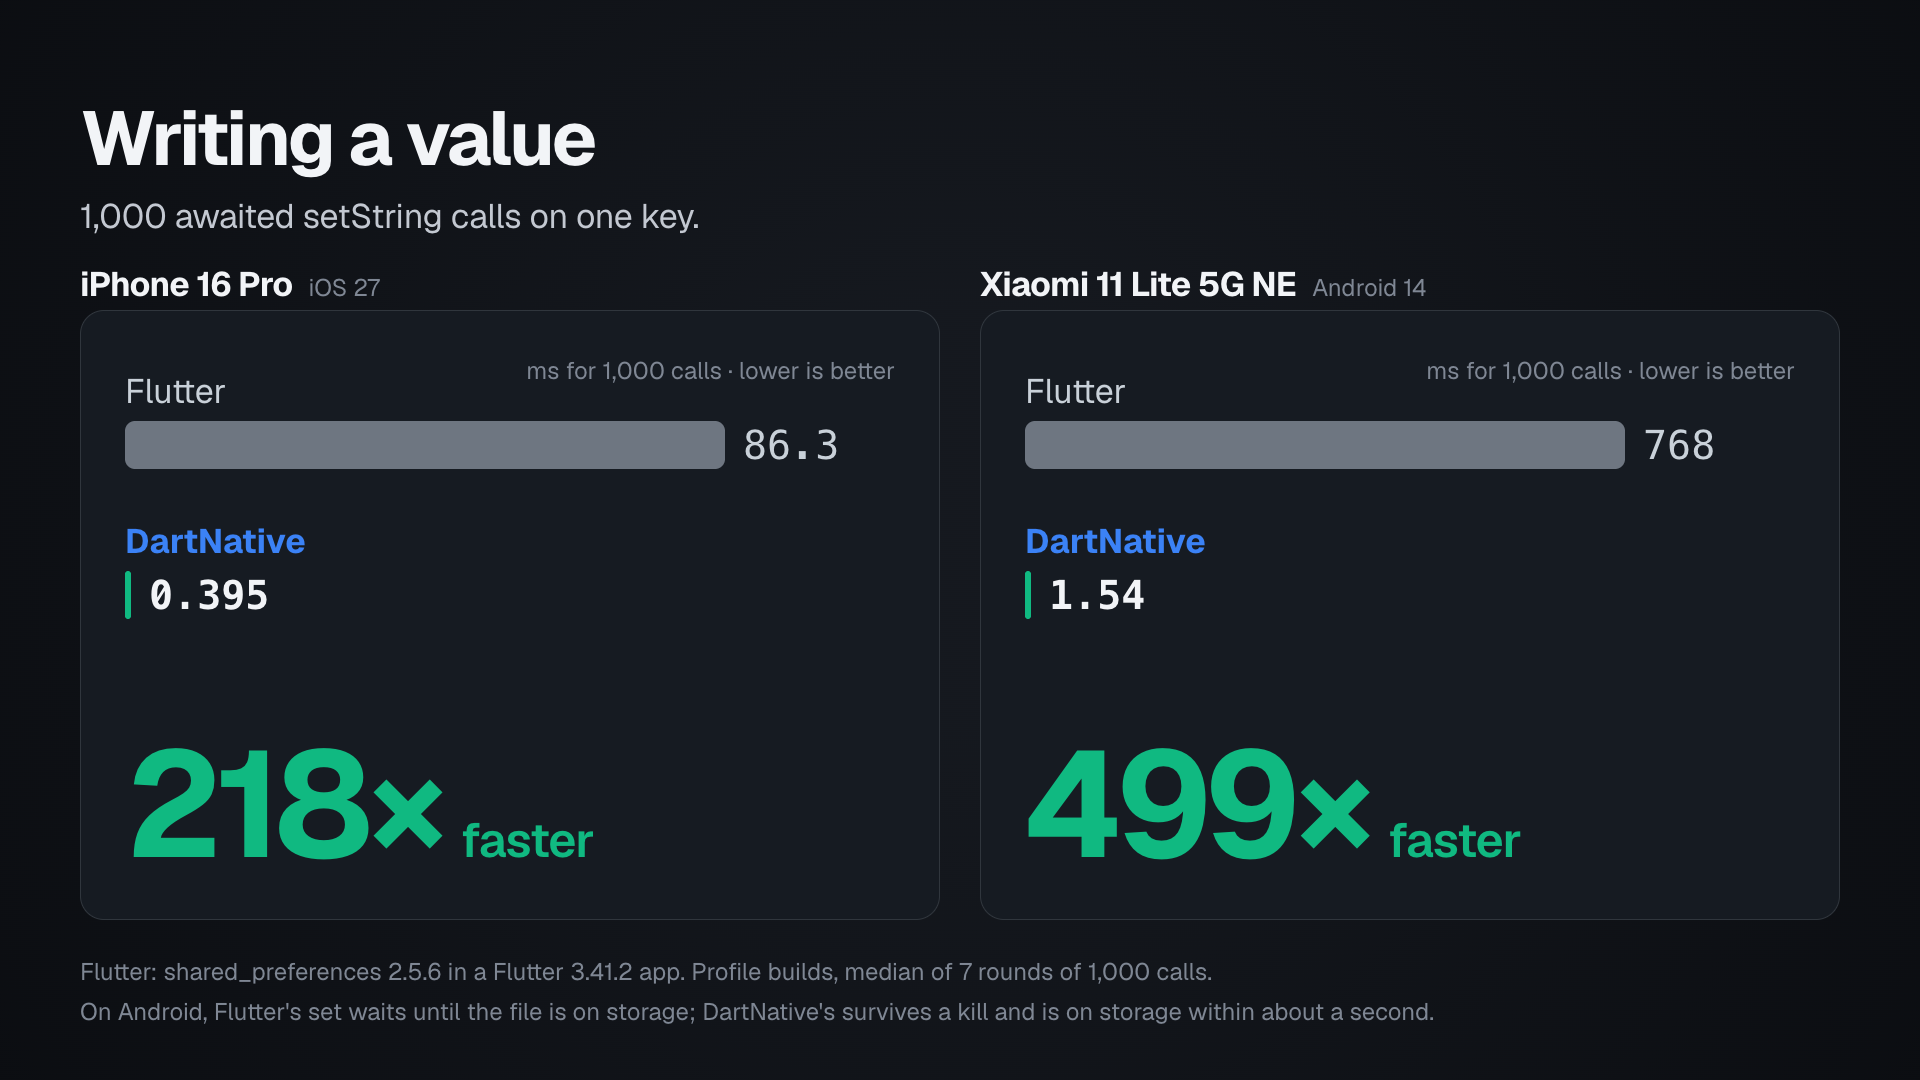 Writing a value
1,000 awaited setString calls on one key.
iPhone 16 Pro iOS 27
ms for 1,000 calls · lower is better
Flutter
86.3
DartNative
0.395
218× faster
Xiaomi 11 Lite 5G NE Android 14
ms for 1,000 calls · lower is better
Flutter
768
DartNative
1.54
499× faster
Flutter: shared_preferences 2.5.6 in a Flutter 3.41.2 app. Profile builds, median of 7 rounds of 1,000 calls.
On Android, Flutter's set waits until the file is on storage; DartNative's survives a kill and is on storage within about a second.